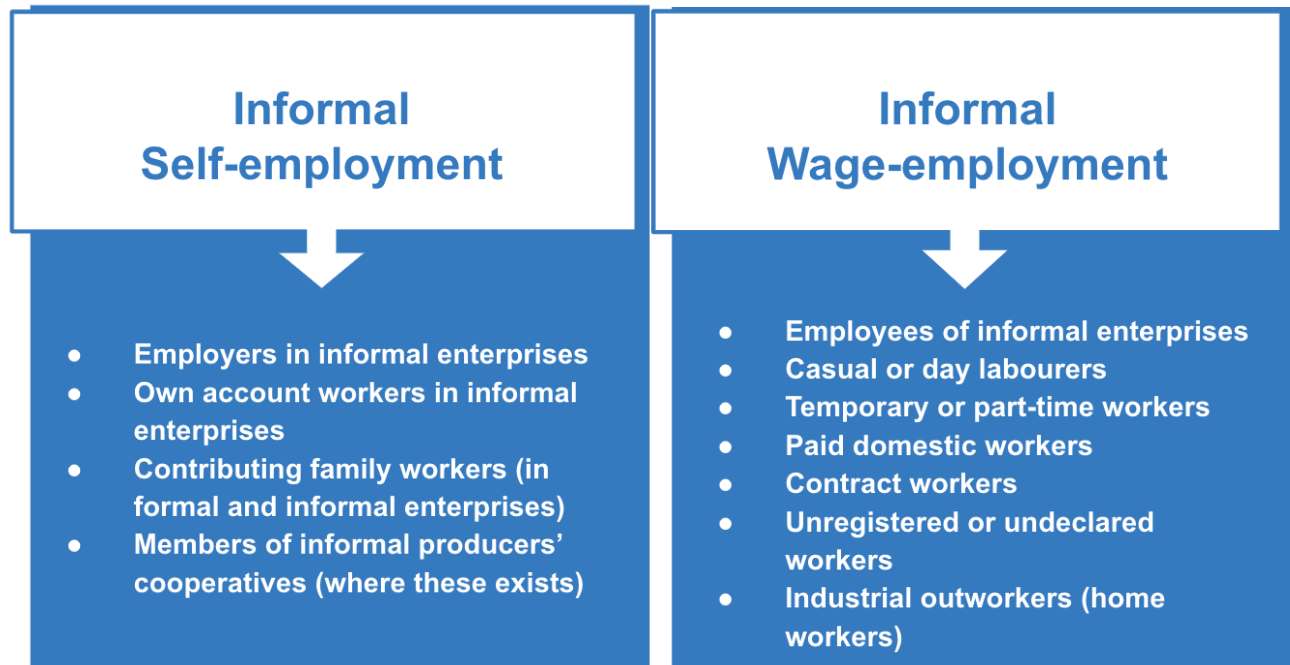 Informal
Self-employment
● Employers in informal enterprises
● Own account workers in informal
enterprises
● Contributing family workers (in
formal and informal enterprises)
● Members of informal producers’
cooperatives (where these exists)
Informal
Wage-employment
● Employees of informal enterprises
● Casual or day labourers
● Temporary or part-time workers
● Paid domestic workers
● Contract workers
● Unregistered or undeclared
workers
● Industrial outworkers (home
workers)